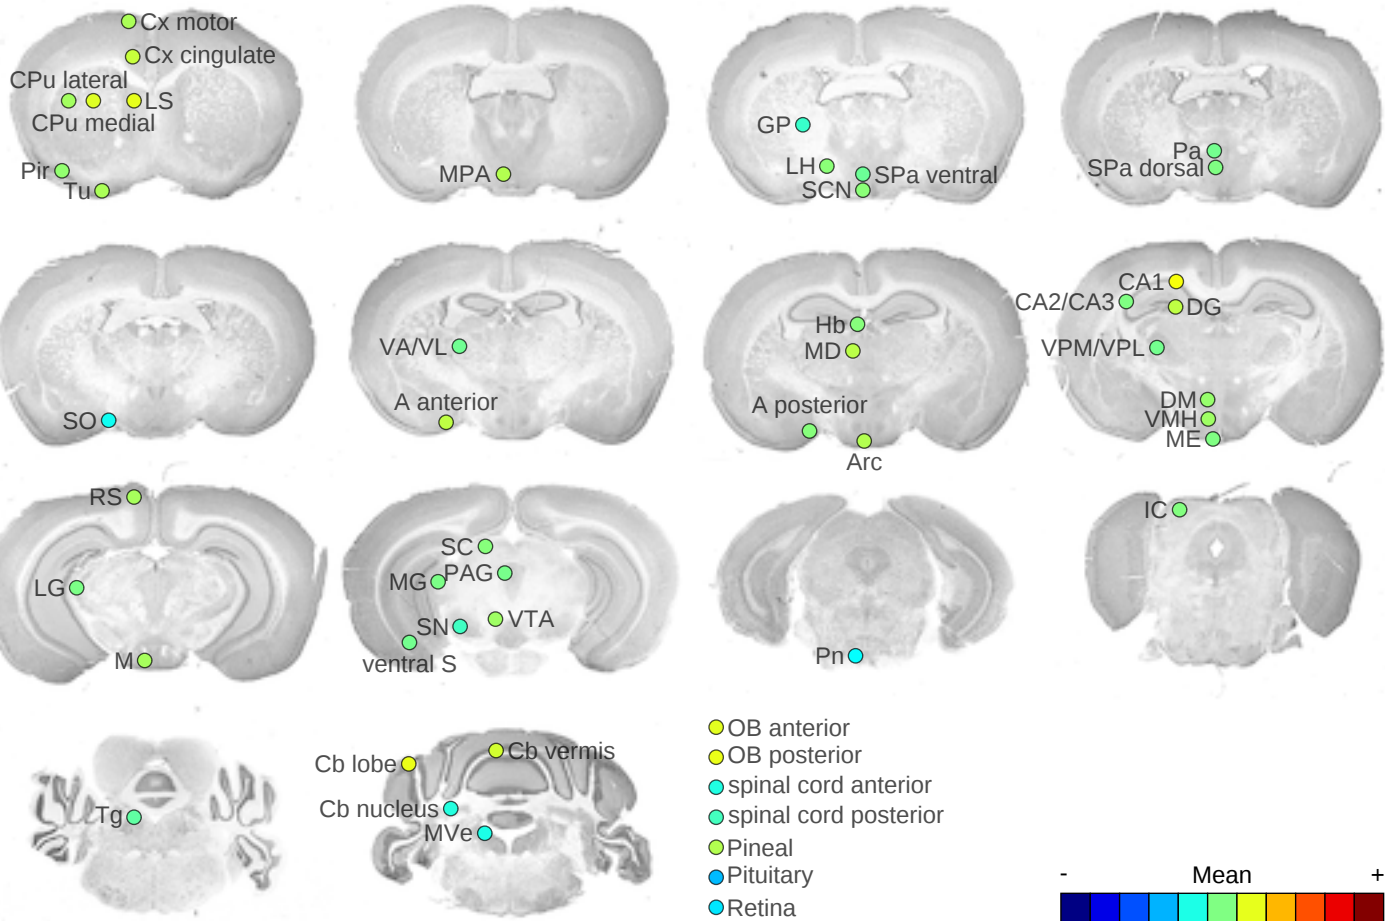 Cx motor
Cx cingulate
CPu lateral
LS
CPu medial
Pir
Tu
MPA
GP
LH
SPa ventral
SCN
Pa
SPa dorsal
SO
VA/VL
A anterior
Hb
MD
A posterior
Arc
CA1
CA2/CA3
DG
VPM/VPL
DM
VMH
ME
RS
LG
M
SC
MG
PAG
SN
VTA
ventral S
Pn
IC
Tg
Cb lobe
Cb vermis
Cb nucleus
MVe
OB anterior
OB posterior
spinal cord anterior
spinal cord posterior
Pineal
Pituitary
Retina
- Mean +